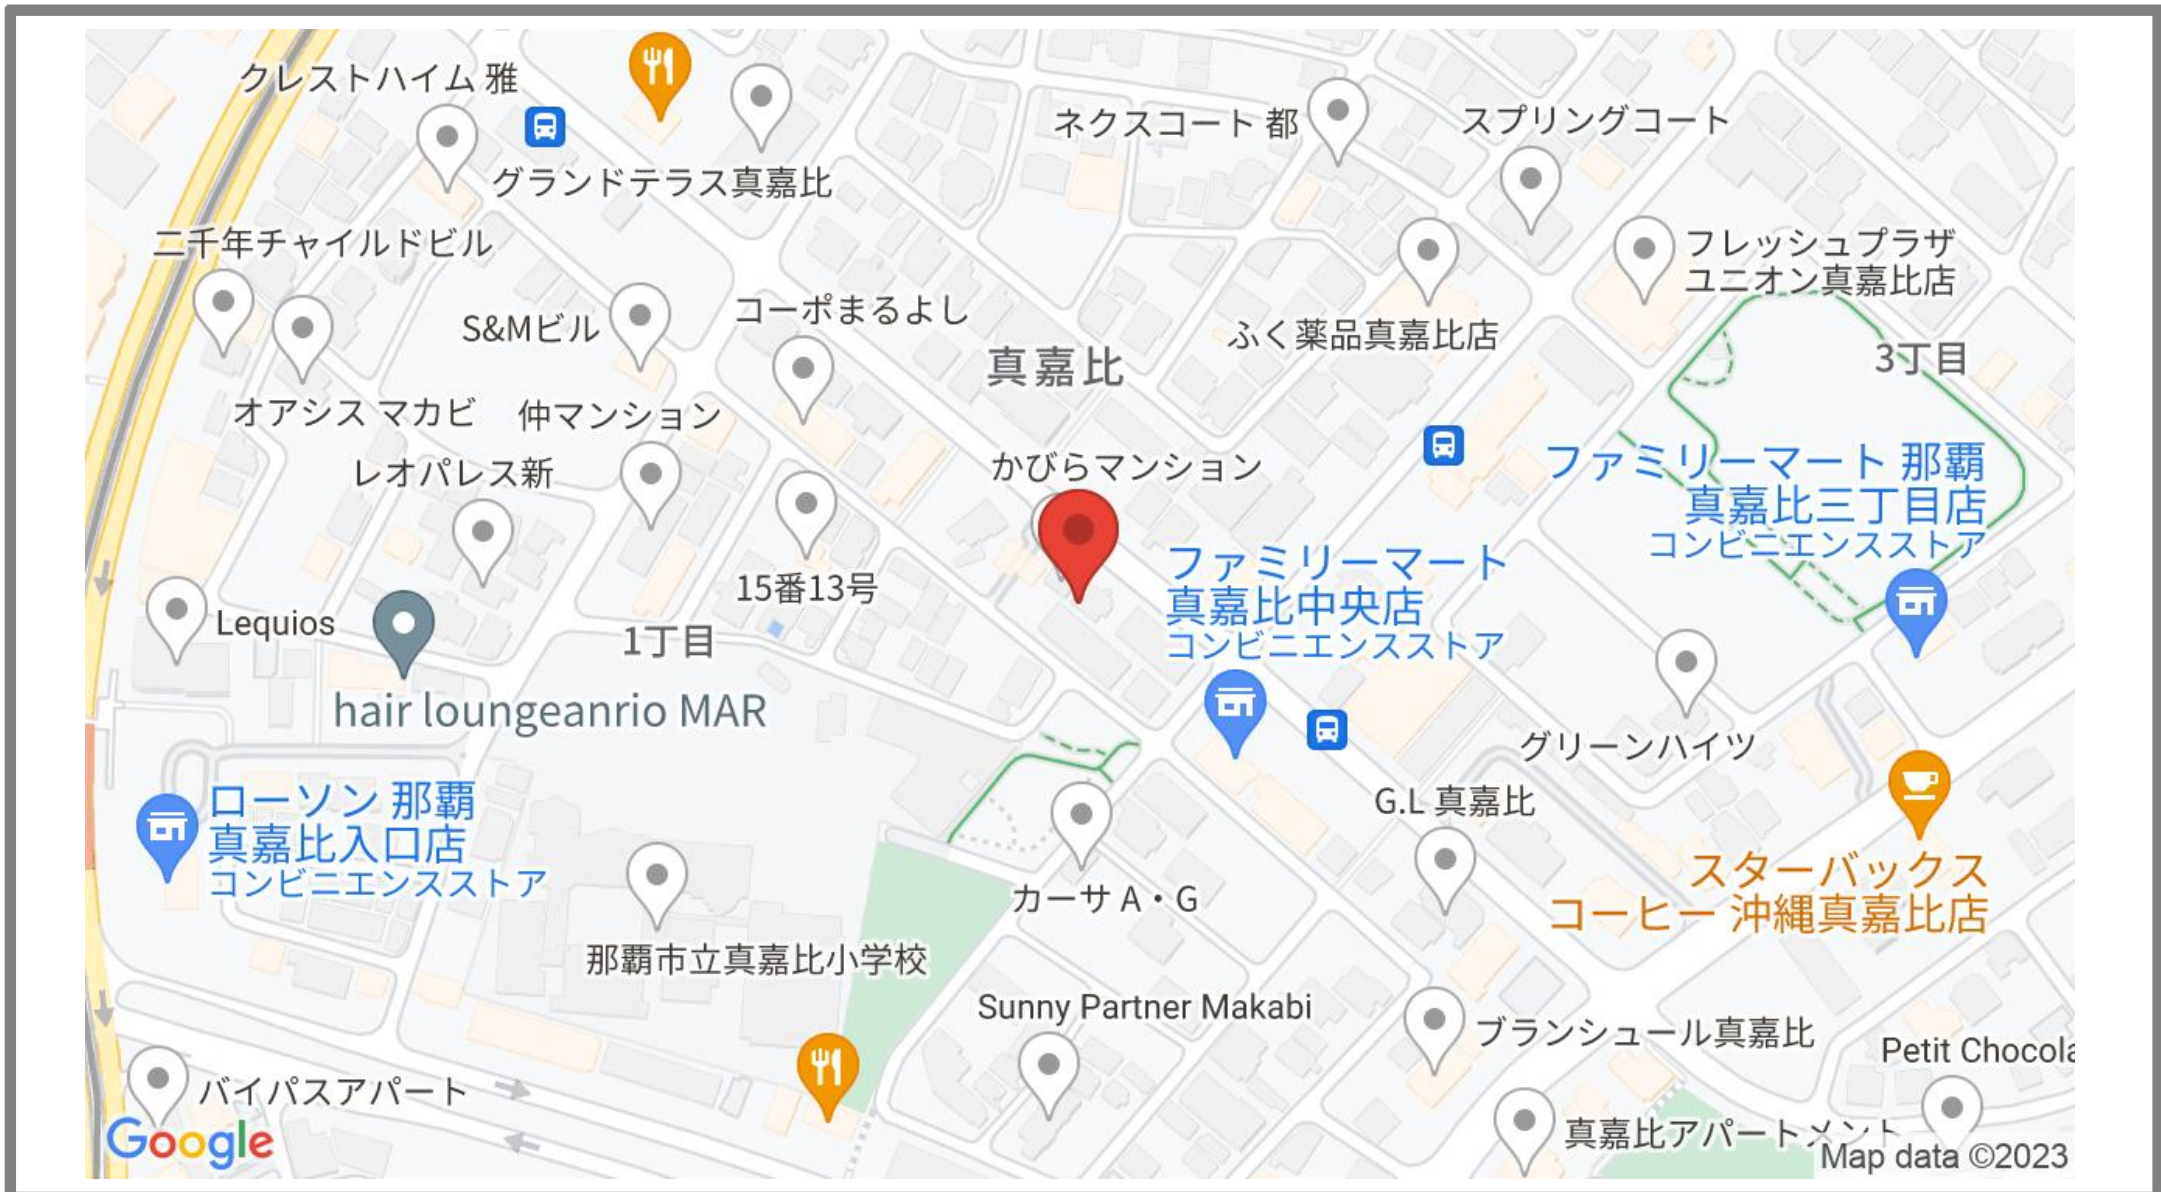 クレストハイム 雅
グランドテラス真嘉比
ネクスコート 都
スプリングコート
二千年チャイルドビル
フレッシュプラザ
ユニオン真嘉比店
S&Mビル
コーポまるよし
ふく薬品真嘉比店
真嘉比
3丁目
オアシス マカビ
仲マンション
レオパレス新
かびらマンション
ファミリーマート 那覇
真嘉比三丁目店
コンビニエンスストア
15番13号
ファミリーマート
真嘉比中央店
コンビニエンスストア
Lequios
1丁目
hair loungeanrio MAR
グリーンハイツ
ローソン 那覇
真嘉比入口店
コンビニエンスストア
G.L 真嘉比
スターバックス
コーヒー 沖縄真嘉比店
カーサ A・G
那覇市立真嘉比小学校
Sunny Partner Makabi
ブランシュール真嘉比
Petit Chocola
バイパスアパート
真嘉比アパートメント
Google
Map data ©2023